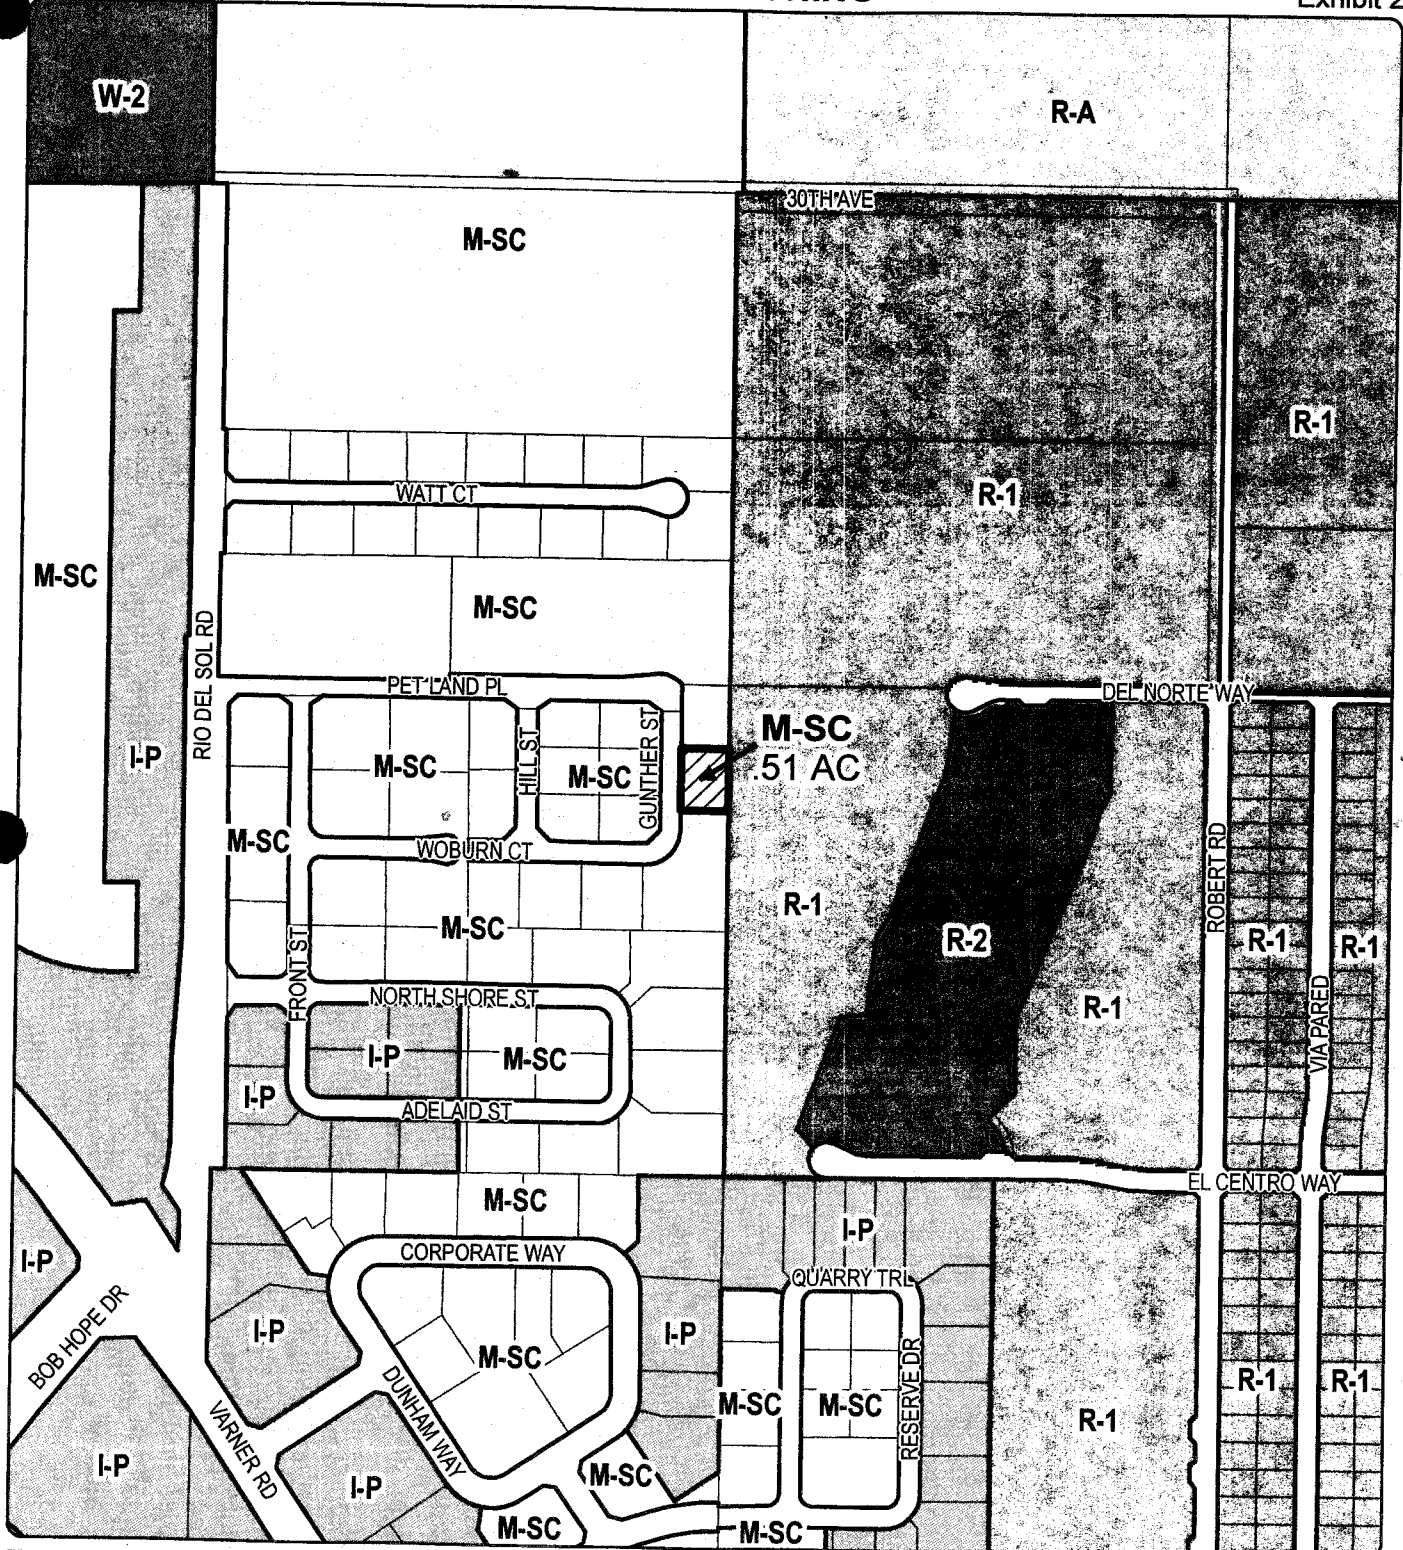 Exhibit 2
W-2
R-A
30TH AVE
M-SC
R-1
R-1
WATT CT
M-SC
M-SC
RIO DEL SOL RD
PET LAND PL
DEL NORTE WAY
M-SC
.51 AC
HILL ST
GUNTHER ST
I-P
M-SC
M-SC
M-SC
WOBURN CT
ROBERT RD
R-1
M-SC
R-2
R-1
R-1
FRONT ST
NORTH SHORE ST
R-1
VIA PARED
I-P
M-SC
I-P
ADELAID ST
EL CENTRO WAY
M-SC
I-P
CORPORATE WAY
I-P
QUARRY TRL
BOB HOPE DR
I-P
I-P
M-SC
DUNHAM WAY
RESERVE DR
R-1
R-1
M-SC
M-SC
R-1
VARNER RD
I-P
I-P
M-SC
M-SC
M-SC